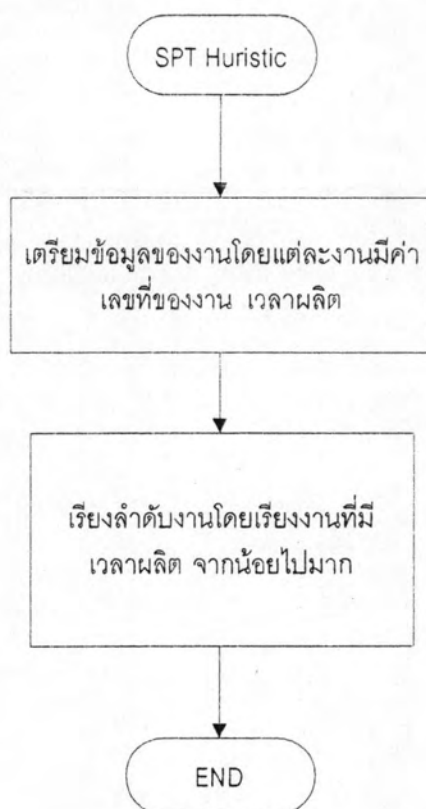 SPT Huristic
เตรียมข้อมูลของงานโดยแต่ละงานมีค่า
เลขที่ของงาน เวลาผลิต
เรียงลำดับงานโดยเรียงงานที่มี
เวลาผลิต จากน้อยไปมาก
END